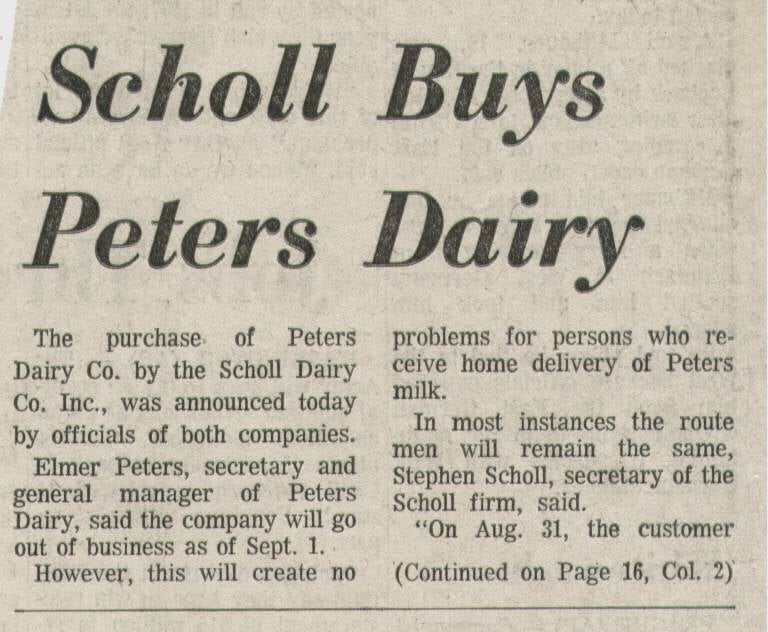 Scholl Buys
Peters Dairy
The purchase of Peters
Dairy Co. by the Scholl Dairy
Co. Inc., was announced today
by officials of both companies.
Elmer Peters, secretary and
general manager of Peters
Dairy, said the company will go
out of business as of Sept. 1.
However, this will create no
problems for persons who re-
ceive home delivery of Peters
milk.
In most instances the route
men will remain the same,
Stephen Scholl, secretary of the
Scholl firm, said.
"On Aug. 31, the customer
(Continued on Page 16, Col. 2)